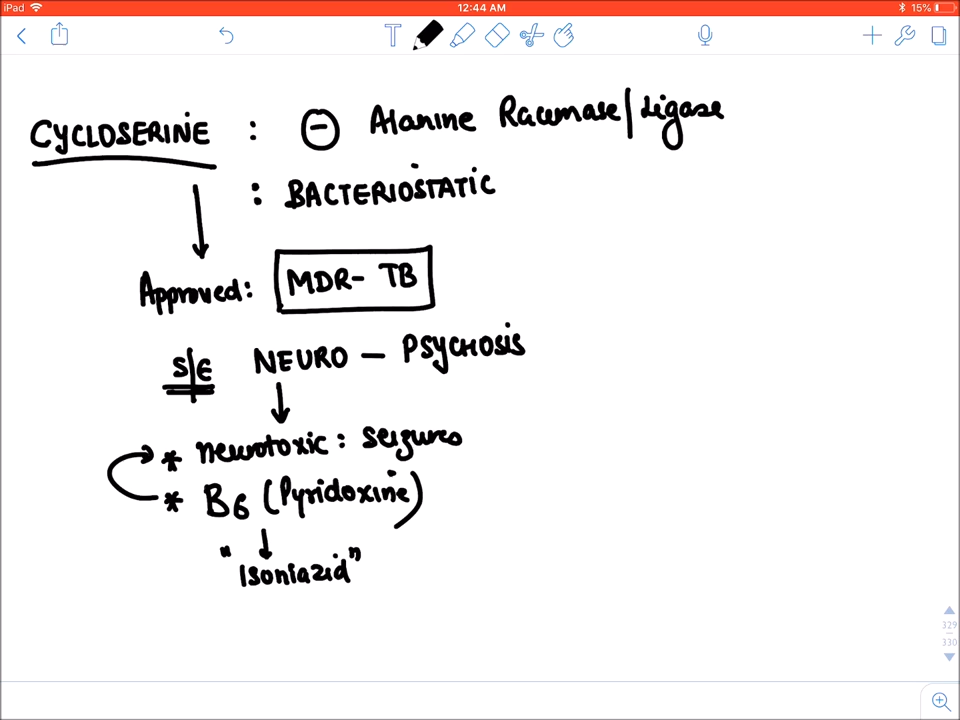 iPad 12:44 AM 15%
T
CYCLOSERINE : ⊖ Alanine Racemase/Ligase
: BACTERIOSTATIC
Approved: MDR- TB
S/E NEURO - PSYCHOSIS
* Neurotoxic: Seizures
* B6 (Pyridoxine)
"Isoniazid"
329
330